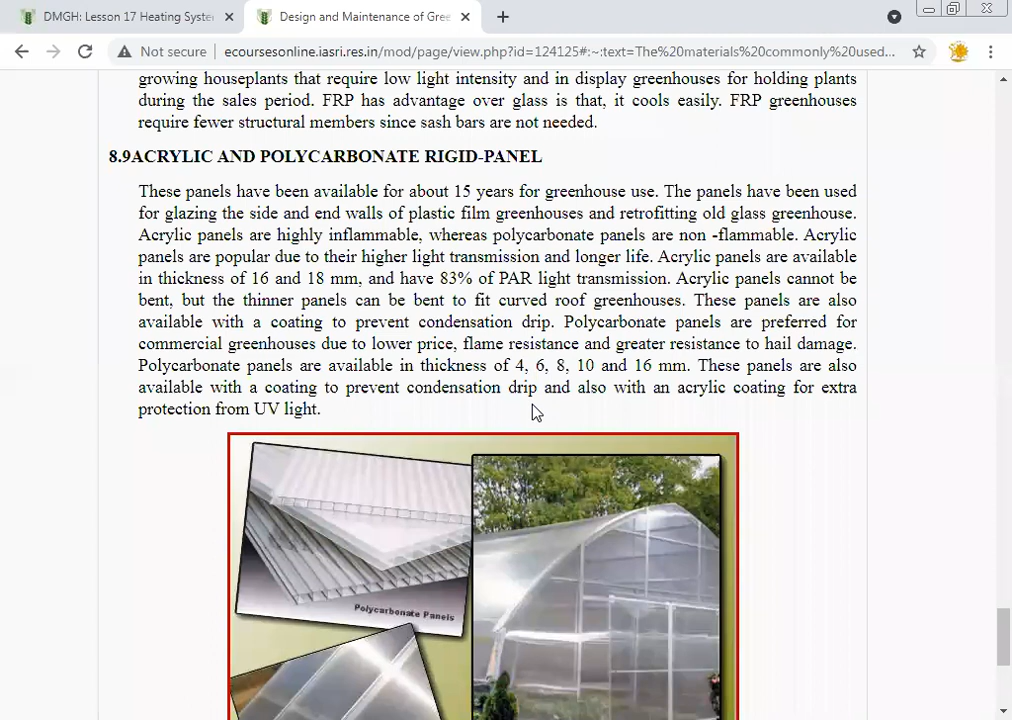 DMGH: Lesson 17 Heating Syste
Design and Maintenance of Gree
Not secure
ecoursesonline.iasri.res.in/mod/page/view.php?id=124125#:~:text=The%20materials%20commonly%20used...
growing houseplants that require low light intensity and in display greenhouses for holding plants
during the sales period. FRP has advantage over glass is that, it cools easily. FRP greenhouses
require fewer structural members since sash bars are not needed.
8.9ACRYLIC AND POLYCARBONATE RIGID-PANEL
These panels have been available for about 15 years for greenhouse use. The panels have been used
for glazing the side and end walls of plastic film greenhouses and retrofitting old glass greenhouse.
Acrylic panels are highly inflammable, whereas polycarbonate panels are non -flammable. Acrylic
panels are popular due to their higher light transmission and longer life. Acrylic panels are available
in thickness of 16 and 18 mm, and have 83% of PAR light transmission. Acrylic panels cannot be
bent, but the thinner panels can be bent to fit curved roof greenhouses. These panels are also
available with a coating to prevent condensation drip. Polycarbonate panels are preferred for
commercial greenhouses due to lower price, flame resistance and greater resistance to hail damage.
Polycarbonate panels are available in thickness of 4, 6, 8, 10 and 16 mm. These panels are also
available with a coating to prevent condensation drip and also with an acrylic coating for extra
protection from UV light.
Polycarbonate Panels